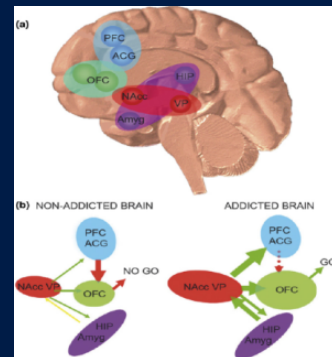 (a)
PFC
ACG
OFC
HIP
NAcc
VP
Amyg
(b)
NON-ADDICTED BRAIN
ADDICTED BRAIN
PFC
ACG
NO GO
NAcc VP
OFC
HIP
Amyg
PFC
ACG
GO
NAcc VP
OFC
HIP
Amyg